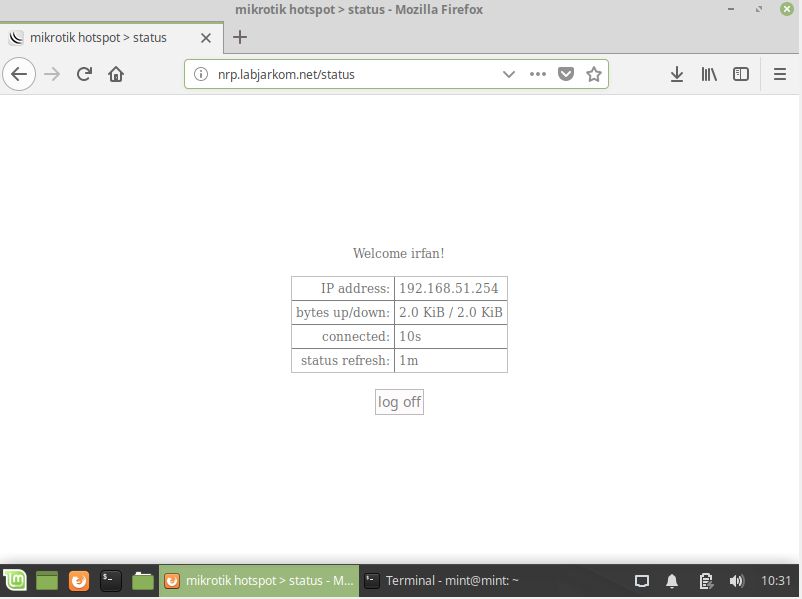 mikrotik hotspot > status - Mozilla Firefox
mikrotik hotspot > status
nrp.labjarkom.net/status
Welcome irfan!
IP address: 192.168.51.254
bytes up/down: 2.0 KiB / 2.0 KiB
connected: 10s
status refresh: 1m
log off
mikrotik hotspot > status - M... Terminal - mint@mint: ~ 10:31